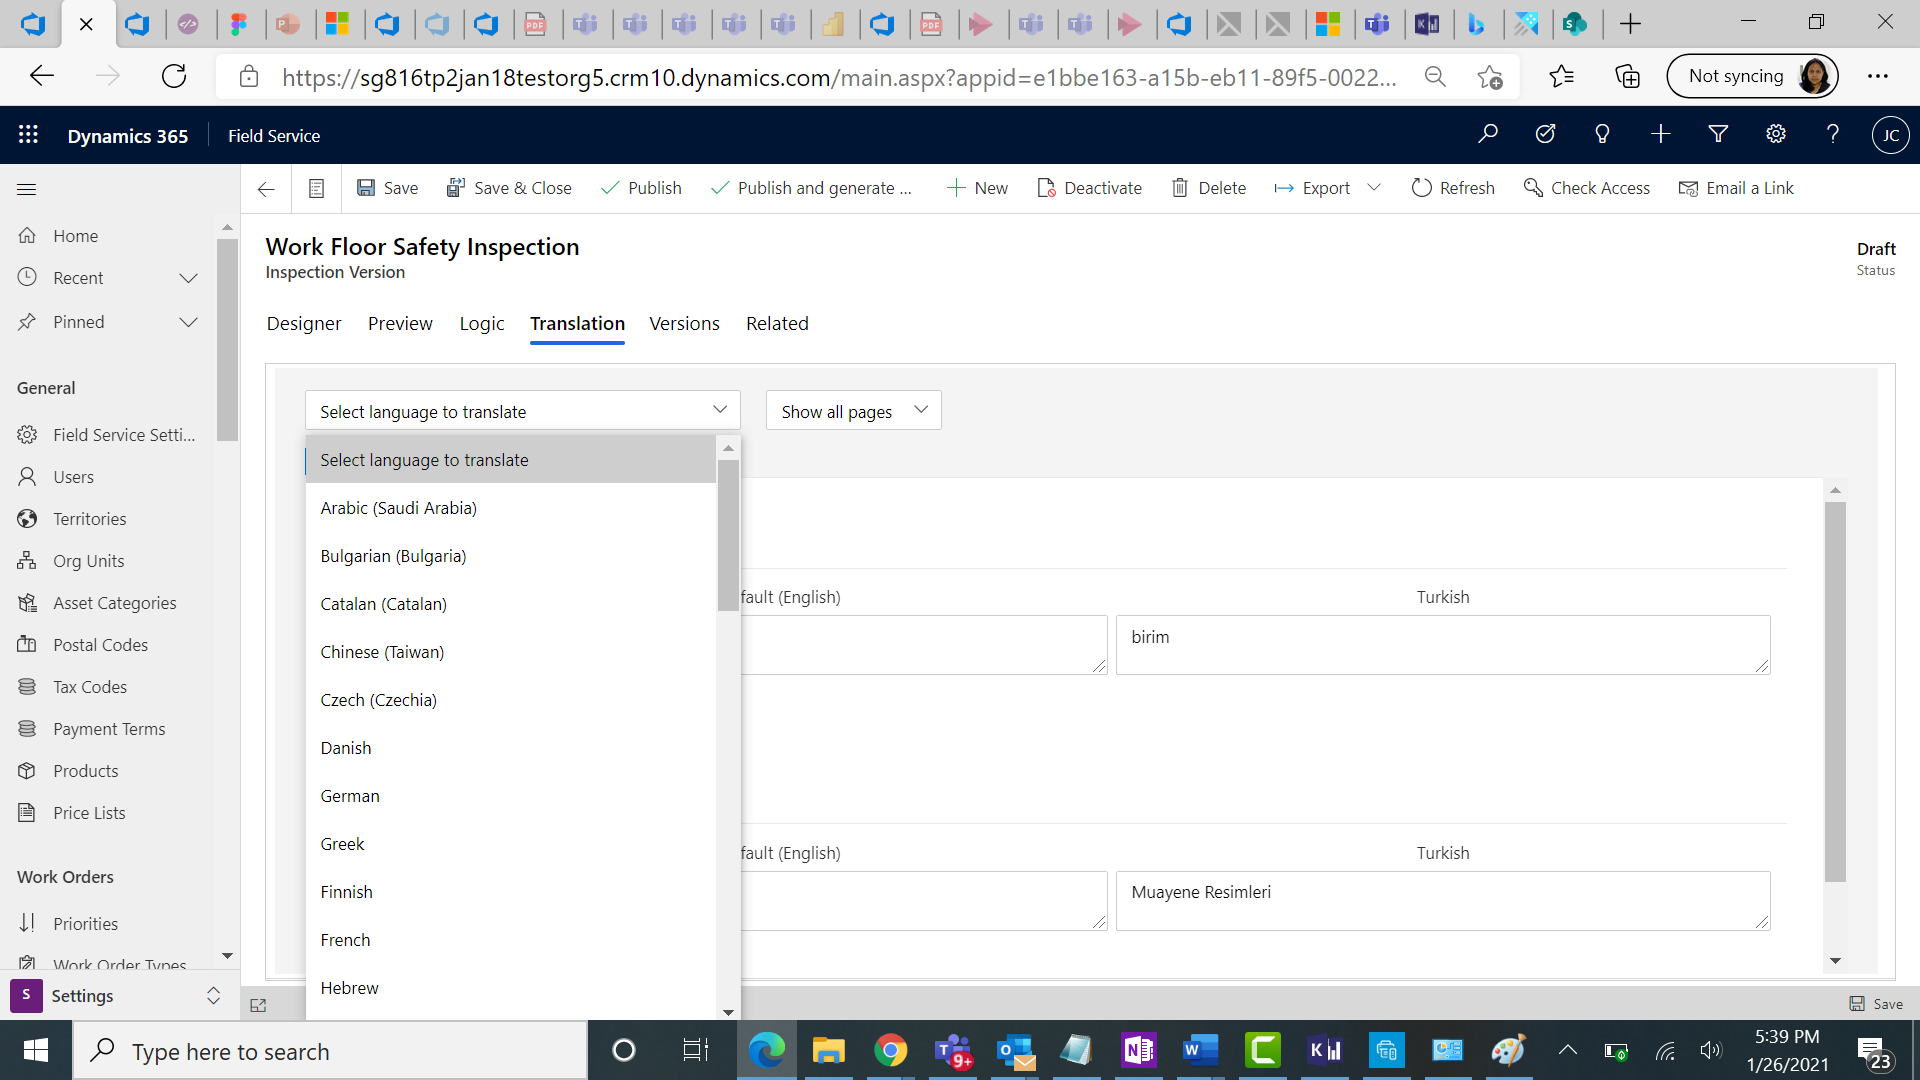 https://sg816tp2jan18testorg5.crm10.dynamics.com/main.aspx?appid=e1bbe163-a15b-eb11-89f5-0022...
Not syncing
Dynamics 365
Field Service
JC
Save
Save & Close
Publish
Publish and generate ...
New
Deactivate
Delete
Export
Refresh
Check Access
Email a Link
Home
Recent
Pinned
General
Field Service Setti...
Users
Territories
Org Units
Asset Categories
Postal Codes
Tax Codes
Payment Terms
Products
Price Lists
Work Orders
Priorities
Work Order Types
S
Settings
Work Floor Safety Inspection
Inspection Version
Draft
Status
Designer
Preview
Logic
Translation
Versions
Related
Select language to translate
Show all pages
Select language to translate
Arabic (Saudi Arabia)
Bulgarian (Bulgaria)
Catalan (Catalan)
Chinese (Taiwan)
Czech (Czechia)
Danish
German
Greek
Finnish
French
Hebrew
fault (English)
Turkish
birim
fault (English)
Turkish
Muayene Resimleri
Save
Type here to search
9+
5:39 PM
1/26/2021
23